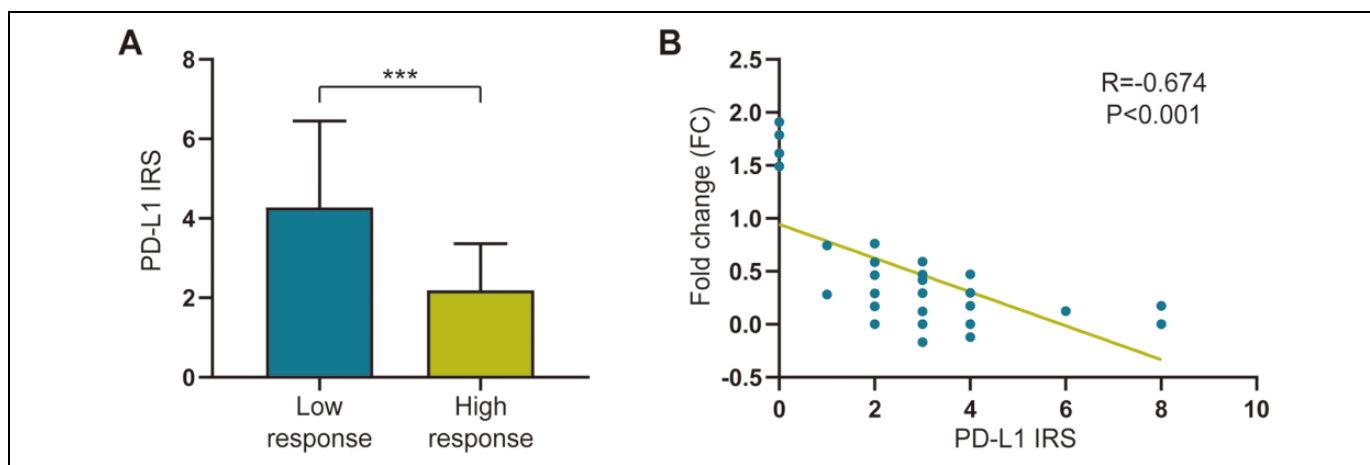 A
8
6
4
2
0
PD-L1 IRS
***
Low
response
High
response
B
2.5
2.0
1.5
1.0
0.5
0.0
-0.5
Fold change (FC)
R=-0.674
P<0.001
0 2 4 6 8 10
PD-L1 IRS